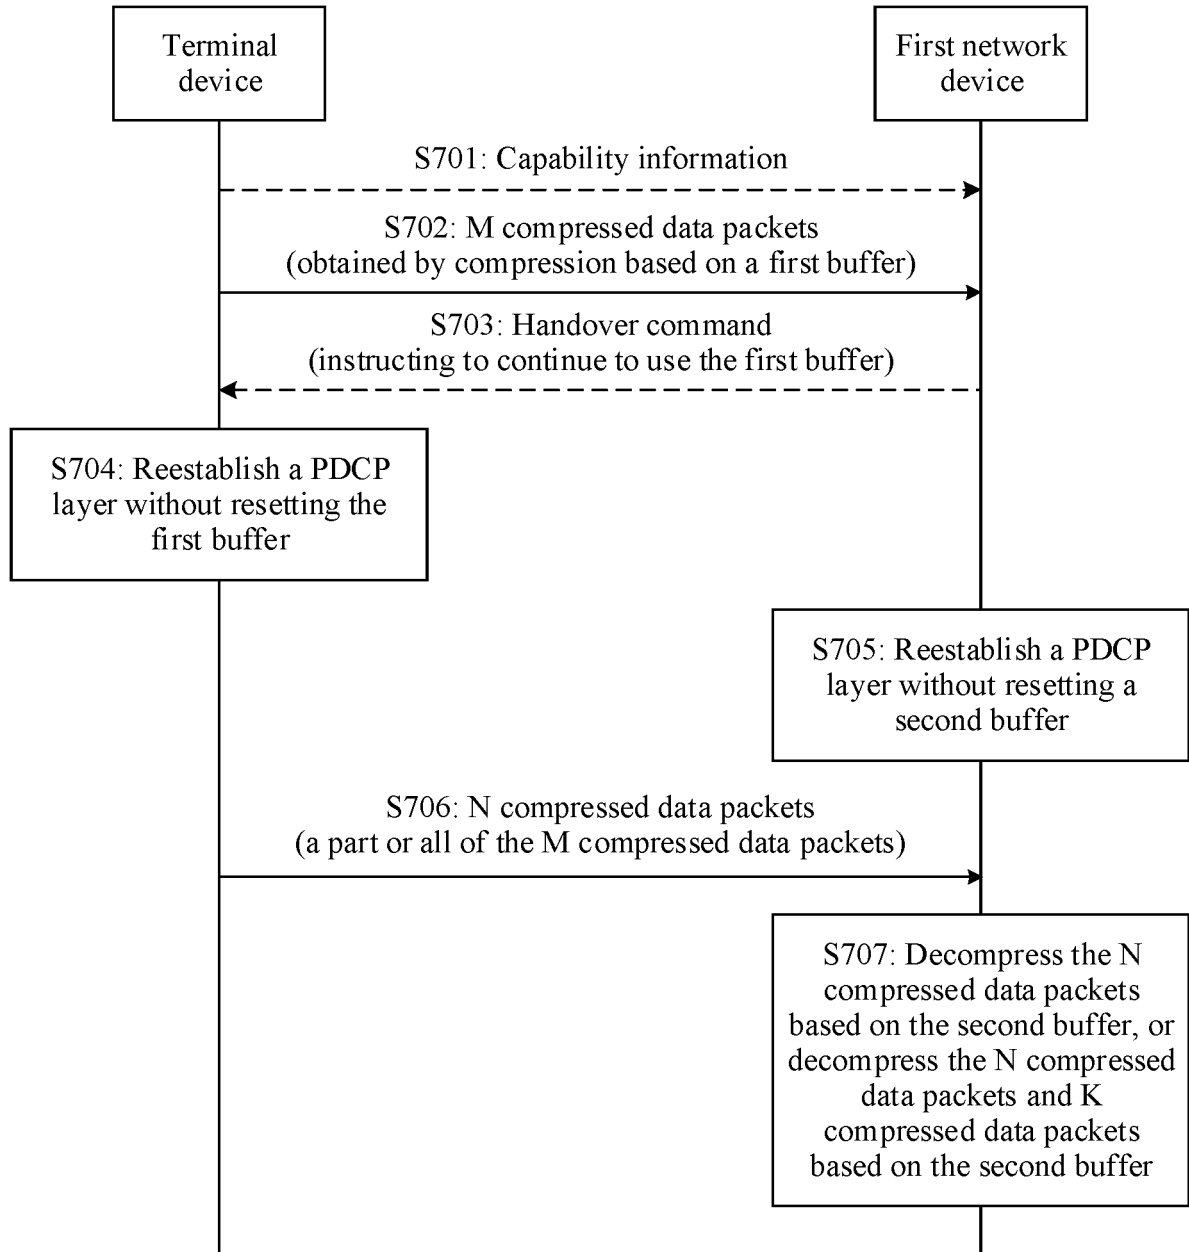 Terminal
device
First network
device
S701: Capability information
S702: M compressed data packets
(obtained by compression based on a first buffer)
S703: Handover command
(instructing to continue to use the first buffer)
S704: Reestablish a PDCP
layer without resetting the
first buffer
S705: Reestablish a PDCP
layer without resetting a
second buffer
S706: N compressed data packets
(a part or all of the M compressed data packets)
S707: Decompress the N
compressed data packets
based on the second buffer, or
decompress the N compressed
data packets and K
compressed data packets
based on the second buffer